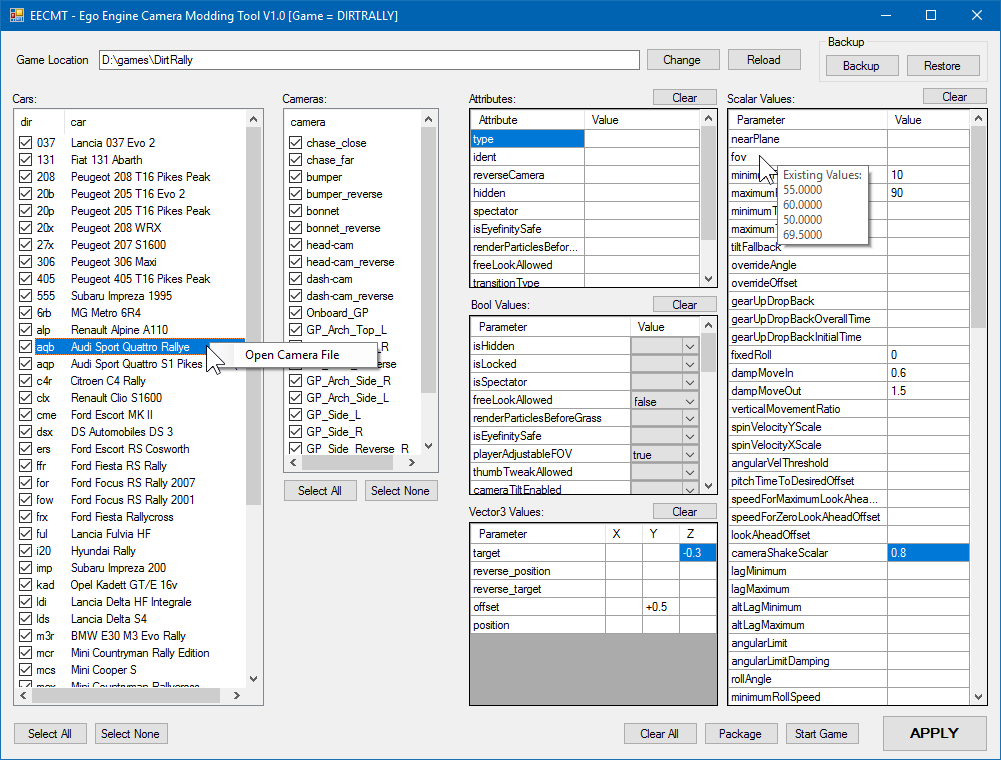 EECMT - Ego Engine Camera Modding Tool V1.0 [Game = DIRTRALLY]
Game Location D:\games\DirtRally Change Reload
Backup
Backup Restore
Cars:
dir car
037 Lancia 037 Evo 2
131 Fiat 131 Abarth
208 Peugeot 208 T16 Pikes Peak
20b Peugeot 205 T16 Evo 2
20p Peugeot 205 T16 Pikes Peak
20x Peugeot 208 WRX
27x Peugeot 207 S1600
306 Peugeot 306 Maxi
405 Peugeot 405 T16 Pikes Peak
555 Subaru Impreza 1995
6rb MG Metro 6R4
alp Renault Alpine A110
aqb Audi Sport Quattro Rallye
aqp Audi Sport Quattro S1 Pikes
c4r Citroen C4 Rally
clx Renault Clio S1600
cme Ford Escort MK II
dsx DS Automobiles DS 3
ers Ford Escort RS Cosworth
ffr Ford Fiesta RS Rally
for Ford Focus RS Rally 2007
fow Ford Focus RS Rally 2001
frx Ford Fiesta Rallycross
ful Lancia Fulvia HF
i20 Hyundai Rally
imp Subaru Impreza 200
kad Opel Kadett GT/E 16v
ldi Lancia Delta HF Integrale
lds Lancia Delta S4
m3r BMW E30 M3 Evo Rally
mcr Mini Countryman Rally Edition
mcs Mini Cooper S
mcx Mini Countryman Rallycross
Open Camera File
Select All Select None
Cameras:
camera
chase_close
chase_far
bumper
bumper_reverse
bonnet
bonnet_reverse
head-cam
head-cam_reverse
dash-cam
dash-cam_reverse
Onboard_GP
GP_Arch_Top_L
_R
erse
GP_Arch_Side_R
GP_Arch_Side_L
GP_Side_L
GP_Side_R
GP_Side_Reverse_R
Select All Select None
Attributes: Clear
Attribute Value
type
ident
reverseCamera
hidden
spectator
isEyefinitySafe
renderParticlesBefor...
freeLookAllowed
transitionType
Bool Values: Clear
Parameter Value
isHidden
isLocked
isSpectator
freeLookAllowed false
renderParticlesBeforeGrass
isEyefinitySafe
playerAdjustableFOV true
thumbTweakAllowed
cameraTiltEnabled
Vector3 Values: Clear
Parameter X Y Z
target -0.3
reverse_position
reverse_target
offset +0.5
position
Scalar Values: Clear
Parameter Value
nearPlane
fov
minimum 10
maximum 90
minimumT
maximumT
tiltFallback
overrideAngle
overrideOffset
gearUpDropBack
gearUpDropBackOverallTime
gearUpDropBackInitialTime
fixedRoll 0
dampMoveIn 0.6
dampMoveOut 1.5
verticalMovementRatio
spinVelocityYScale
spinVelocityXScale
angularVelThreshold
pitchTimeToDesiredOffset
speedForMaximumLookAhea...
speedForZeroLookAheadOffset
lookAheadOffset
cameraShakeScalar 0.8
lagMinimum
lagMaximum
altLagMinimum
altLagMaximum
angularLimit
angularLimitDamping
rollAngle
minimumRollSpeed
Existing Values:
55.0000
60.0000
50.0000
69.5000
Clear All Package Start Game APPLY